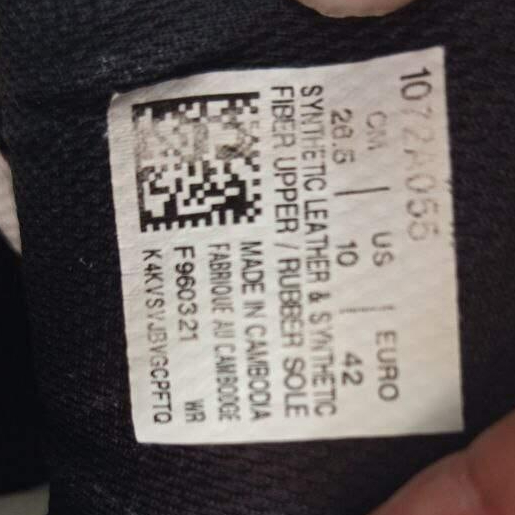 1072A055
CM | US | EURO
26.5 | 10 | 42
SYNTHETIC LEATHER & SYNTHETIC
FIBER UPPER / RUBBER SOLE
MADE IN CAMBODIA
FABRIQUE AU CAMBODGE
F960321 WR
K4KVSVJBVGCPFTQ